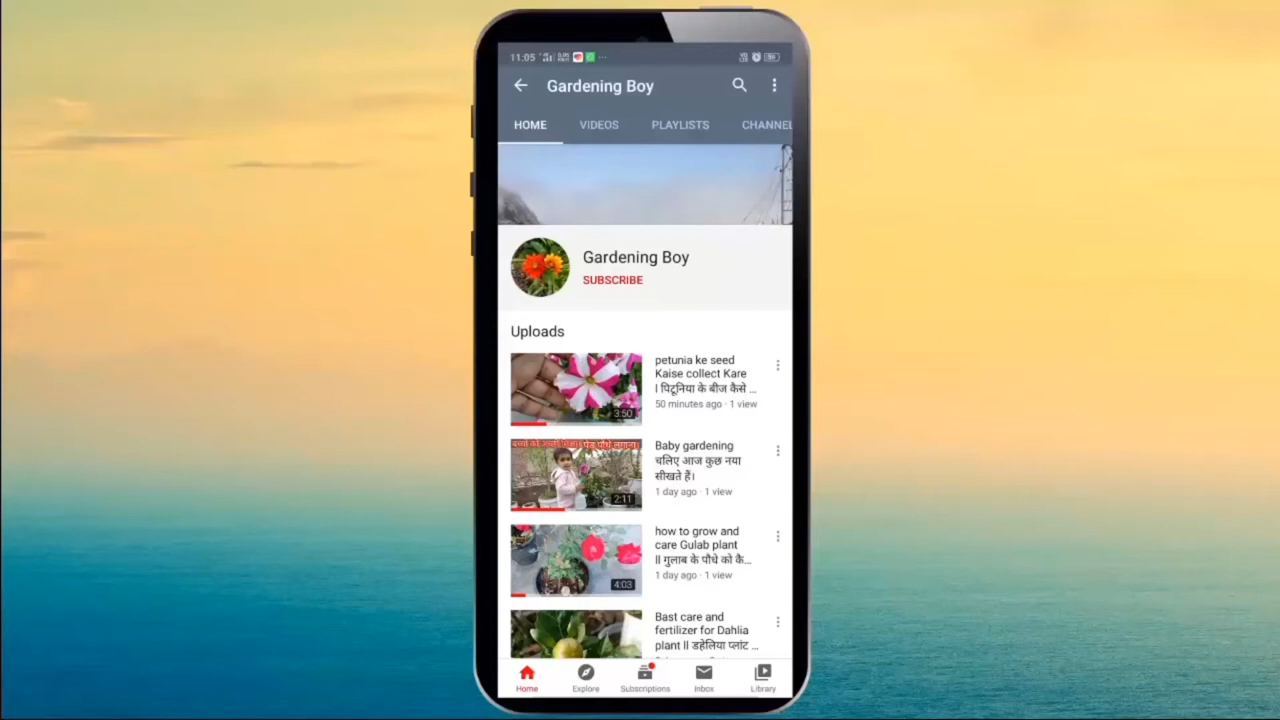 11:05
Gardening Boy
HOME VIDEOS PLAYLISTS CHANNEL
Gardening Boy
SUBSCRIBE
Uploads
petunia ke seed
Kaise collect Kare
l पिटूनिया के बीज कैसे ...
50 minutes ago · 1 view
3:50
Baby gardening
चलिए आज कुछ नया
सीखते हैं।
1 day ago · 1 view
2:11
how to grow and
care Gulab plant
ll गुलाब के पौधे को कै...
1 day ago · 1 view
4:03
Bast care and
fertilizer for Dahlia
plant ll डहेलिया प्लांट ...
Home Explore Subscriptions Inbox Library